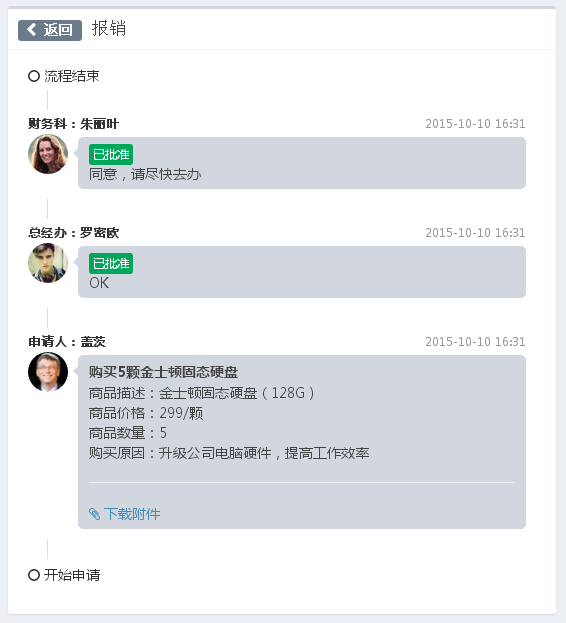 返回 报销
流程结束
财务科：朱丽叶 2015-10-10 16:31
已批准
同意，请尽快去办
总经办：罗密欧 2015-10-10 16:31
已批准
OK
申请人：盖茨 2015-10-10 16:31
购买5颗金士顿固态硬盘
商品描述：金士顿固态硬盘（128G）
商品价格：299/颗
商品数量：5
购买原因：升级公司电脑硬件，提高工作效率
下载附件
开始申请